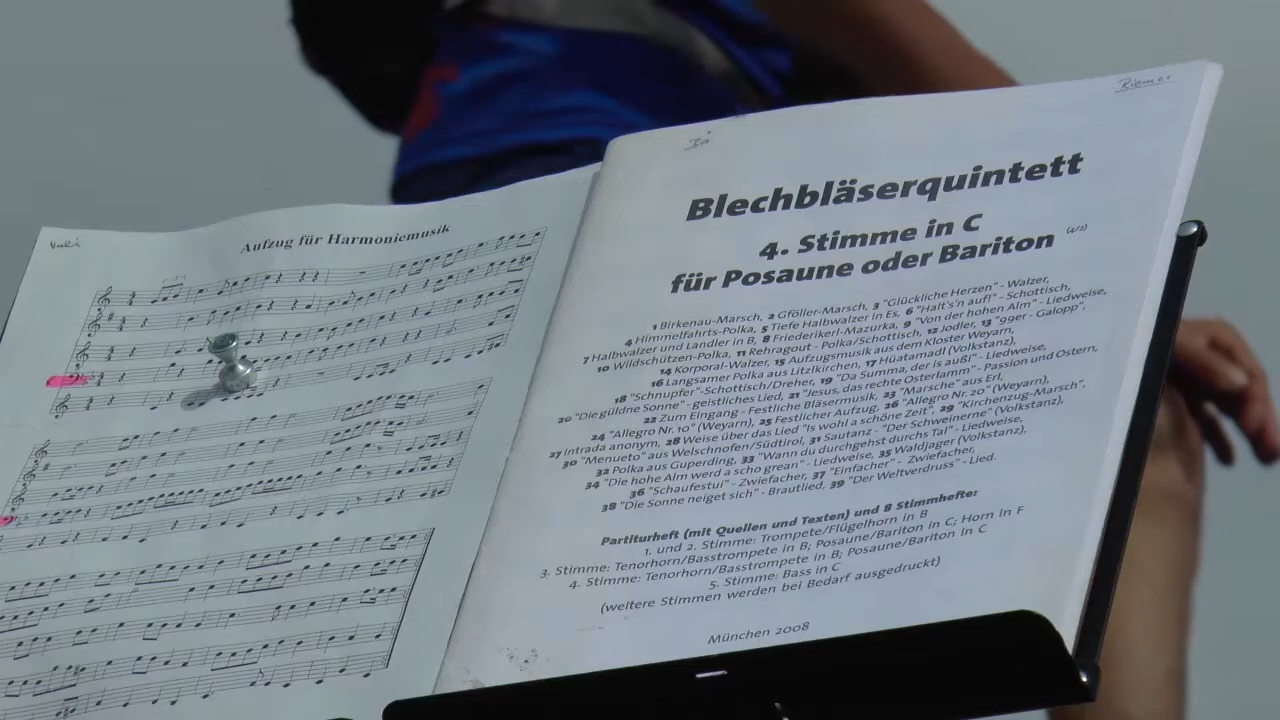 Aufzug für Harmoniemusik
Blechbläserquintett
4. Stimme in C
für Posaune oder Bariton (4/2)
1 Birkenau-Marsch, 2 Gföller-Marsch, 3 "Glückliche Herzen" - Walzer,
4 Himmelfahrts-Polka, 5 Tiefe Halbwalzer in Es, 6 "Halt's'n auf!" - Schottisch,
7 Halbwalzer und Landler in B, 8 Friederikerl-Mazurka, 9 "Von der hohen Alm" - Liedweise,
10 Wildschützen-Polka, 11 Rehragout - Polka/Schottisch, 12 Jodler, 13 "99er - Galopp",
14 Korporal-Walzer, 15 Aufzugsmusik aus dem Kloster Weyarn,
16 Langsamer Polka aus Litzlkirchen, 17 Hüatamadl (Volkstanz),
18 "Schnupfer"-Schottisch/Dreher, 19 "Da Summa, der is außi" - Liedweise,
20 "Die güldne Sonne" - geistliches Lied, 21 "Jesus, das rechte Osterlamm" - Passion und Ostern,
22 Zum Eingang - Festliche Bläsermusik, 23 "Marsche" aus Erl,
24 "Allegro Nr. 10" (Weyarn), 25 Festlicher Aufzug, 26 "Allegro Nr. 20" (Weyarn),
27 Intrada anonym, 28 Weise über das Lied "Is wohl a schöne Zeit", 29 "Kirchenzug-Marsch",
30 "Menueto" aus Welschnofen/Südtirol, 31 Sautanz - "Der Schweinerne" (Volkstanz),
32 Polka aus Guperding, 33 "Wann du durchgehst durchs Tal" - Liedweise,
34 "Die hohe Alm werd a scho grean" - Liedweise, 35 Waldjager (Volkstanz),
36 "Schaufestui" - Zwiefacher, 37 "Einfacher" - Zwiefacher,
38 "Die Sonne neiget sich" - Brautlied, 39 "Der Weltverdruss" - Lied.
Partiturheft (mit Quellen und Texten) und 8 Stimmhefte:
1. und 2. Stimme: Trompete/Flügelhorn in B
3. Stimme: Tenorhorn/Basstrompete in B; Posaune/Bariton in C; Horn in F
4. Stimme: Tenorhorn/Basstrompete in B; Posaune/Bariton in C
5. Stimme: Bass in C
(weitere Stimmen werden bei Bedarf ausgedruckt)
München 2008